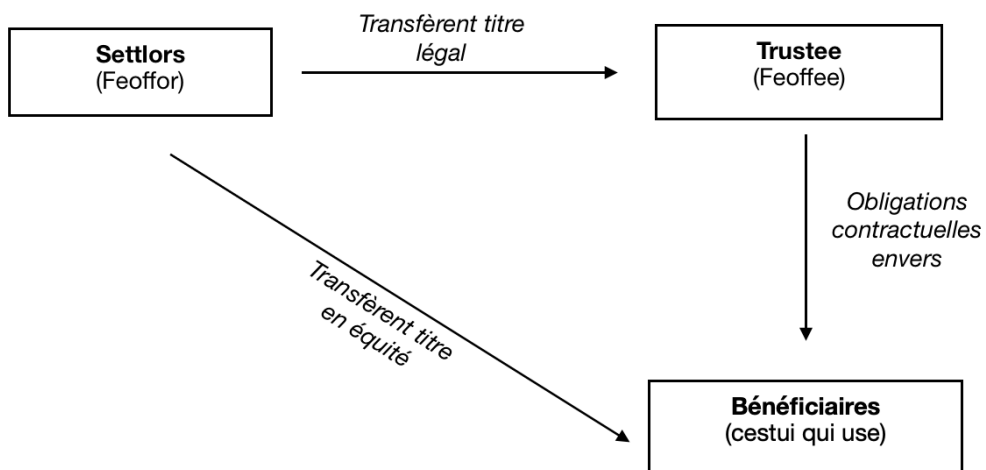 Transfèrent titre
légal
Settlors
(Feoffor)
Trustee
(Feoffee)
Obligations
contractuelles
envers
Transfèrent titre
en équité
Bénéficiaires
(cestui qui use)